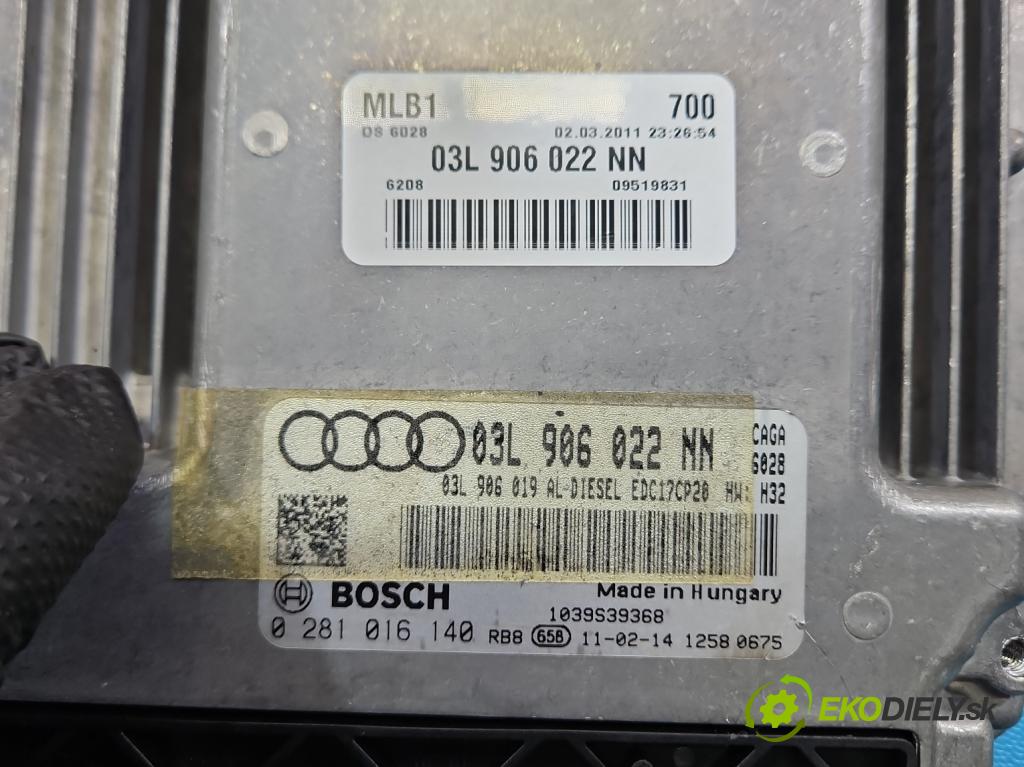 MLB1 700
DS 6028 02.03.2011 23:26:54
03L 906 022 NN
6208 09519831
03L 906 022 NN CAGA
6028
03L 906 019 AL-DIESEL EDC17CP20 HW: H32
BOSCH Made in Hungary
1039S39368
0 281 016 140 RB8 658 11-02-14 1258 0675
EKODIELY.sk